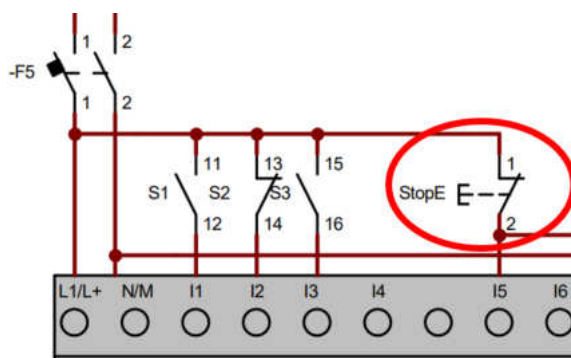 1 2
-F5
1 2
11 13 15 1
S1 S2 S3 StopE
12 14 16 2
L1/L+ N/M I1 I2 I3 I4 I5 I6